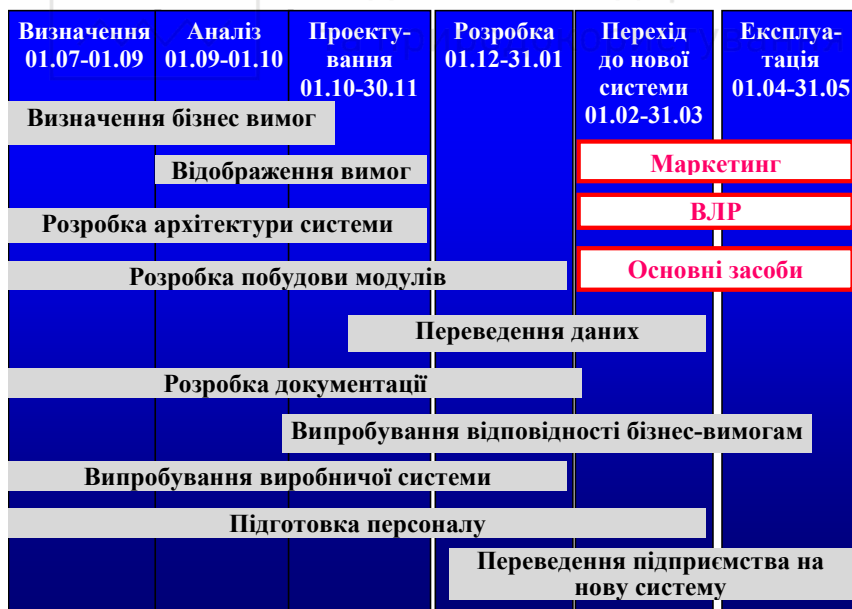 Визначення
01.07-01.09
Аналіз
01.09-01.10
Проекту-
вання
01.10-30.11
Розробка
01.12-31.01
Перехід
до нової
системи
01.02-31.03
Експлуа-
тація
01.04-31.05
Визначення бізнес вимог
Відображення вимог
Маркетинг
ВЛР
Розробка архітектури системи
Основні засоби
Розробка побудови модулів
Переведення даних
Розробка документації
Випробування відповідності бізнес-вимогам
Випробування виробничої системи
Підготовка персоналу
Переведення підприємства на
нову систему